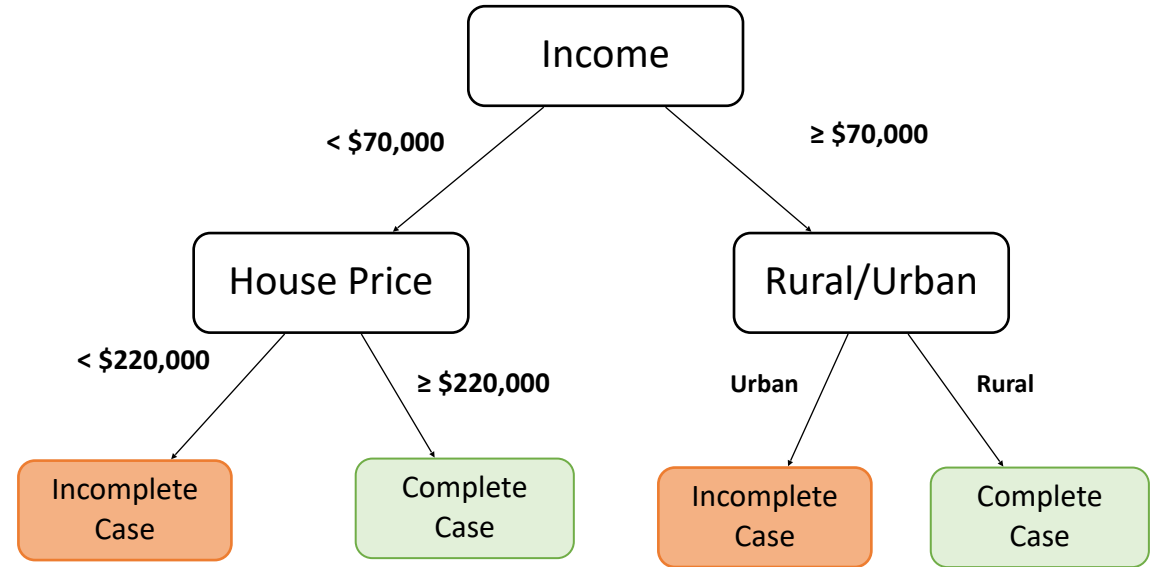 Income
< $70,000
≥ $70,000
House Price
Rural/Urban
< $220,000
≥ $220,000
Urban
Rural
Incomplete
Case
Complete
Case
Incomplete
Case
Complete
Case